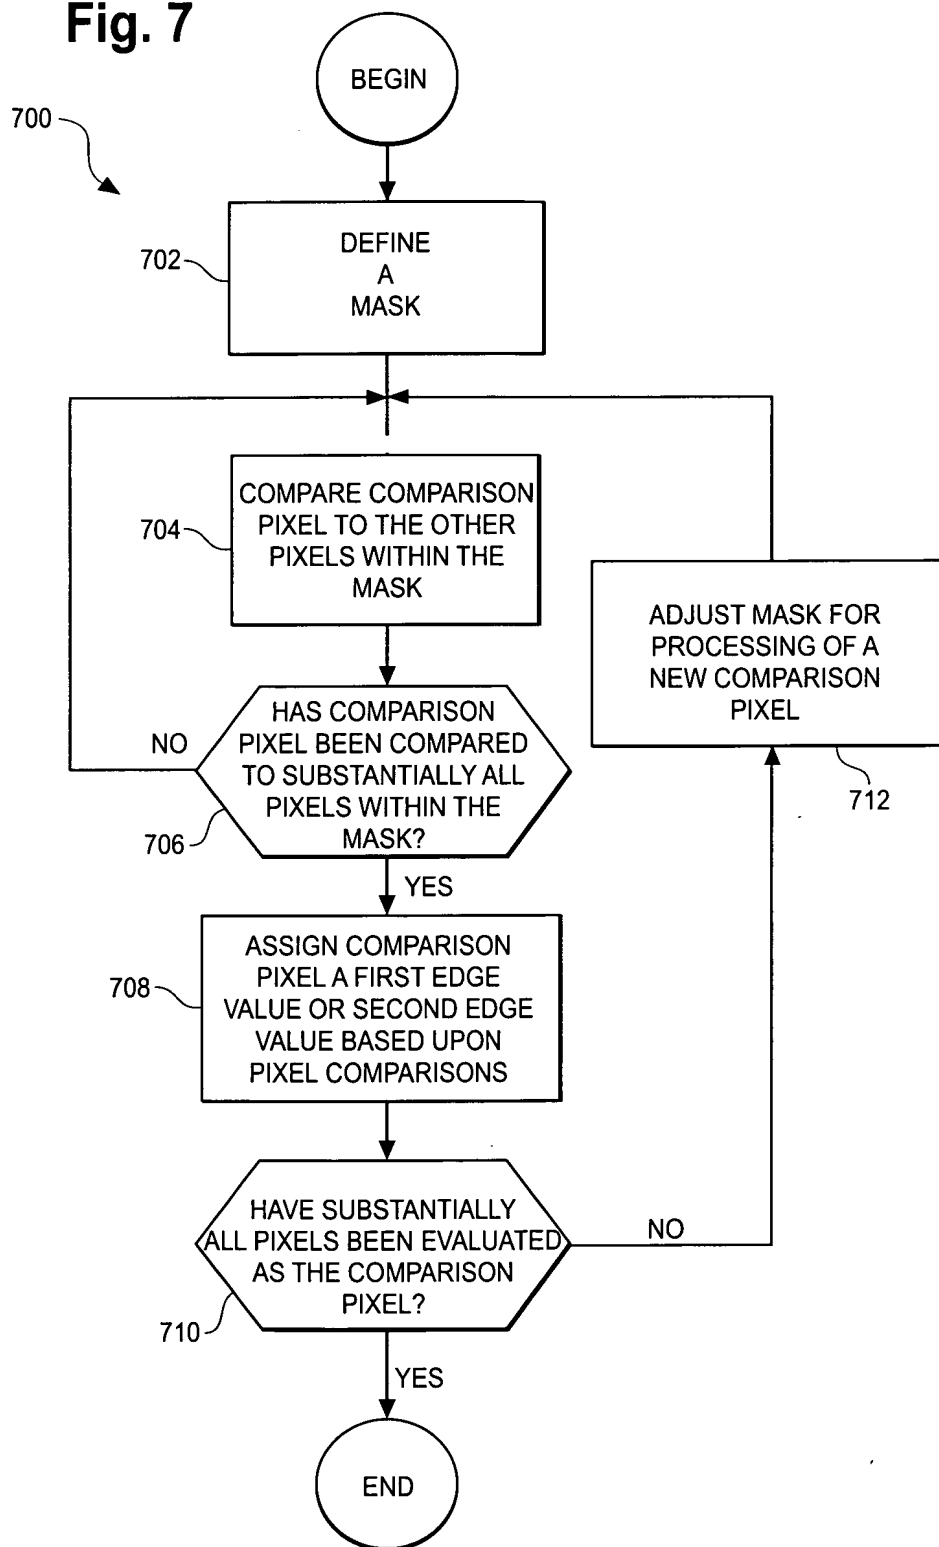 Fig. 7
BEGIN
700
702
DEFINE
A
MASK
704
COMPARE COMPARISON
PIXEL TO THE OTHER
PIXELS WITHIN THE
MASK
ADJUST MASK FOR
PROCESSING OF A
NEW COMPARISON
PIXEL
712
NO
HAS COMPARISON
PIXEL BEEN COMPARED
TO SUBSTANTIALLY ALL
PIXELS WITHIN THE
MASK?
706
YES
708
ASSIGN COMPARISON
PIXEL A FIRST EDGE
VALUE OR SECOND EDGE
VALUE BASED UPON
PIXEL COMPARISONS
HAVE SUBSTANTIALLY
ALL PIXELS BEEN EVALUATED
AS THE COMPARISON
PIXEL?
NO
710
YES
END